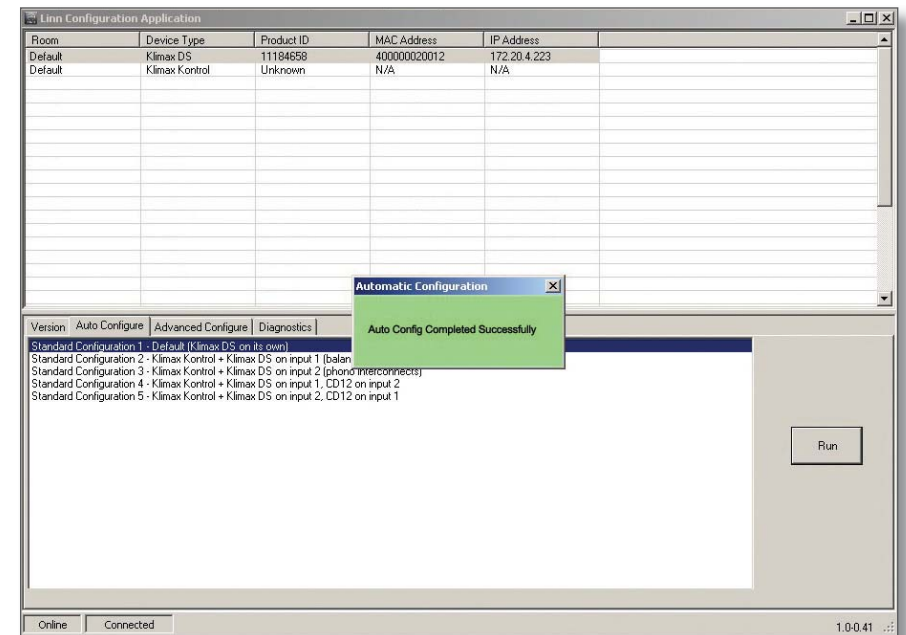 Linn Configuration Application
Room Device Type Product ID MAC Address IP Address
Default Klimax DS 11184658 400000020012 172.20.4.223
Default Klimax Kontrol Unknown N/A N/A
Automatic Configuration
Auto Config Completed Successfully
Version Auto Configure Advanced Configure Diagnostics
Standard Configuration 1 - Default (Klimax DS on its own)
Standard Configuration 2 - Klimax Kontrol + Klimax DS on input 1 (balan
Standard Configuration 3 - Klimax Kontrol + Klimax DS on input 2 (phono interconnects)
Standard Configuration 4 - Klimax Kontrol + Klimax DS on input 1, CD12 on input 2
Standard Configuration 5 - Klimax Kontrol + Klimax DS on input 2, CD12 on input 1
Run
Online Connected 1.0-0.41